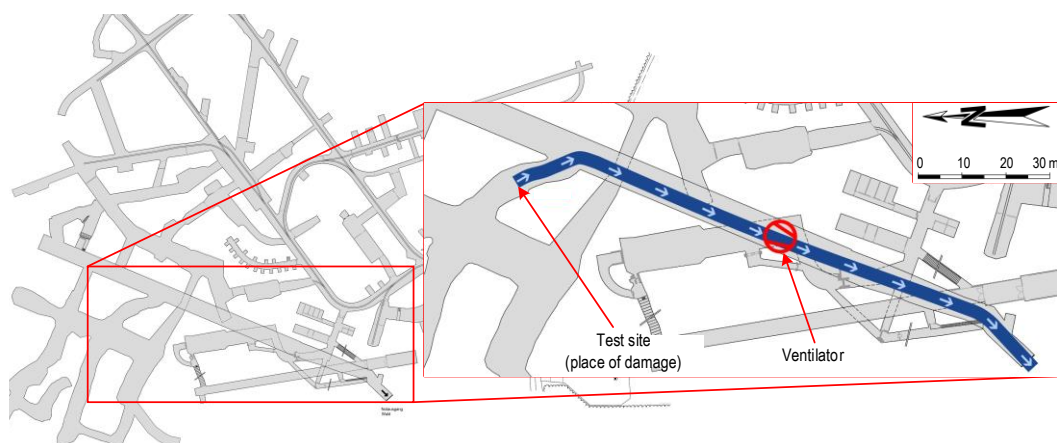 N
0 10 20 30 m
Test site
(place of damage)
Ventilator